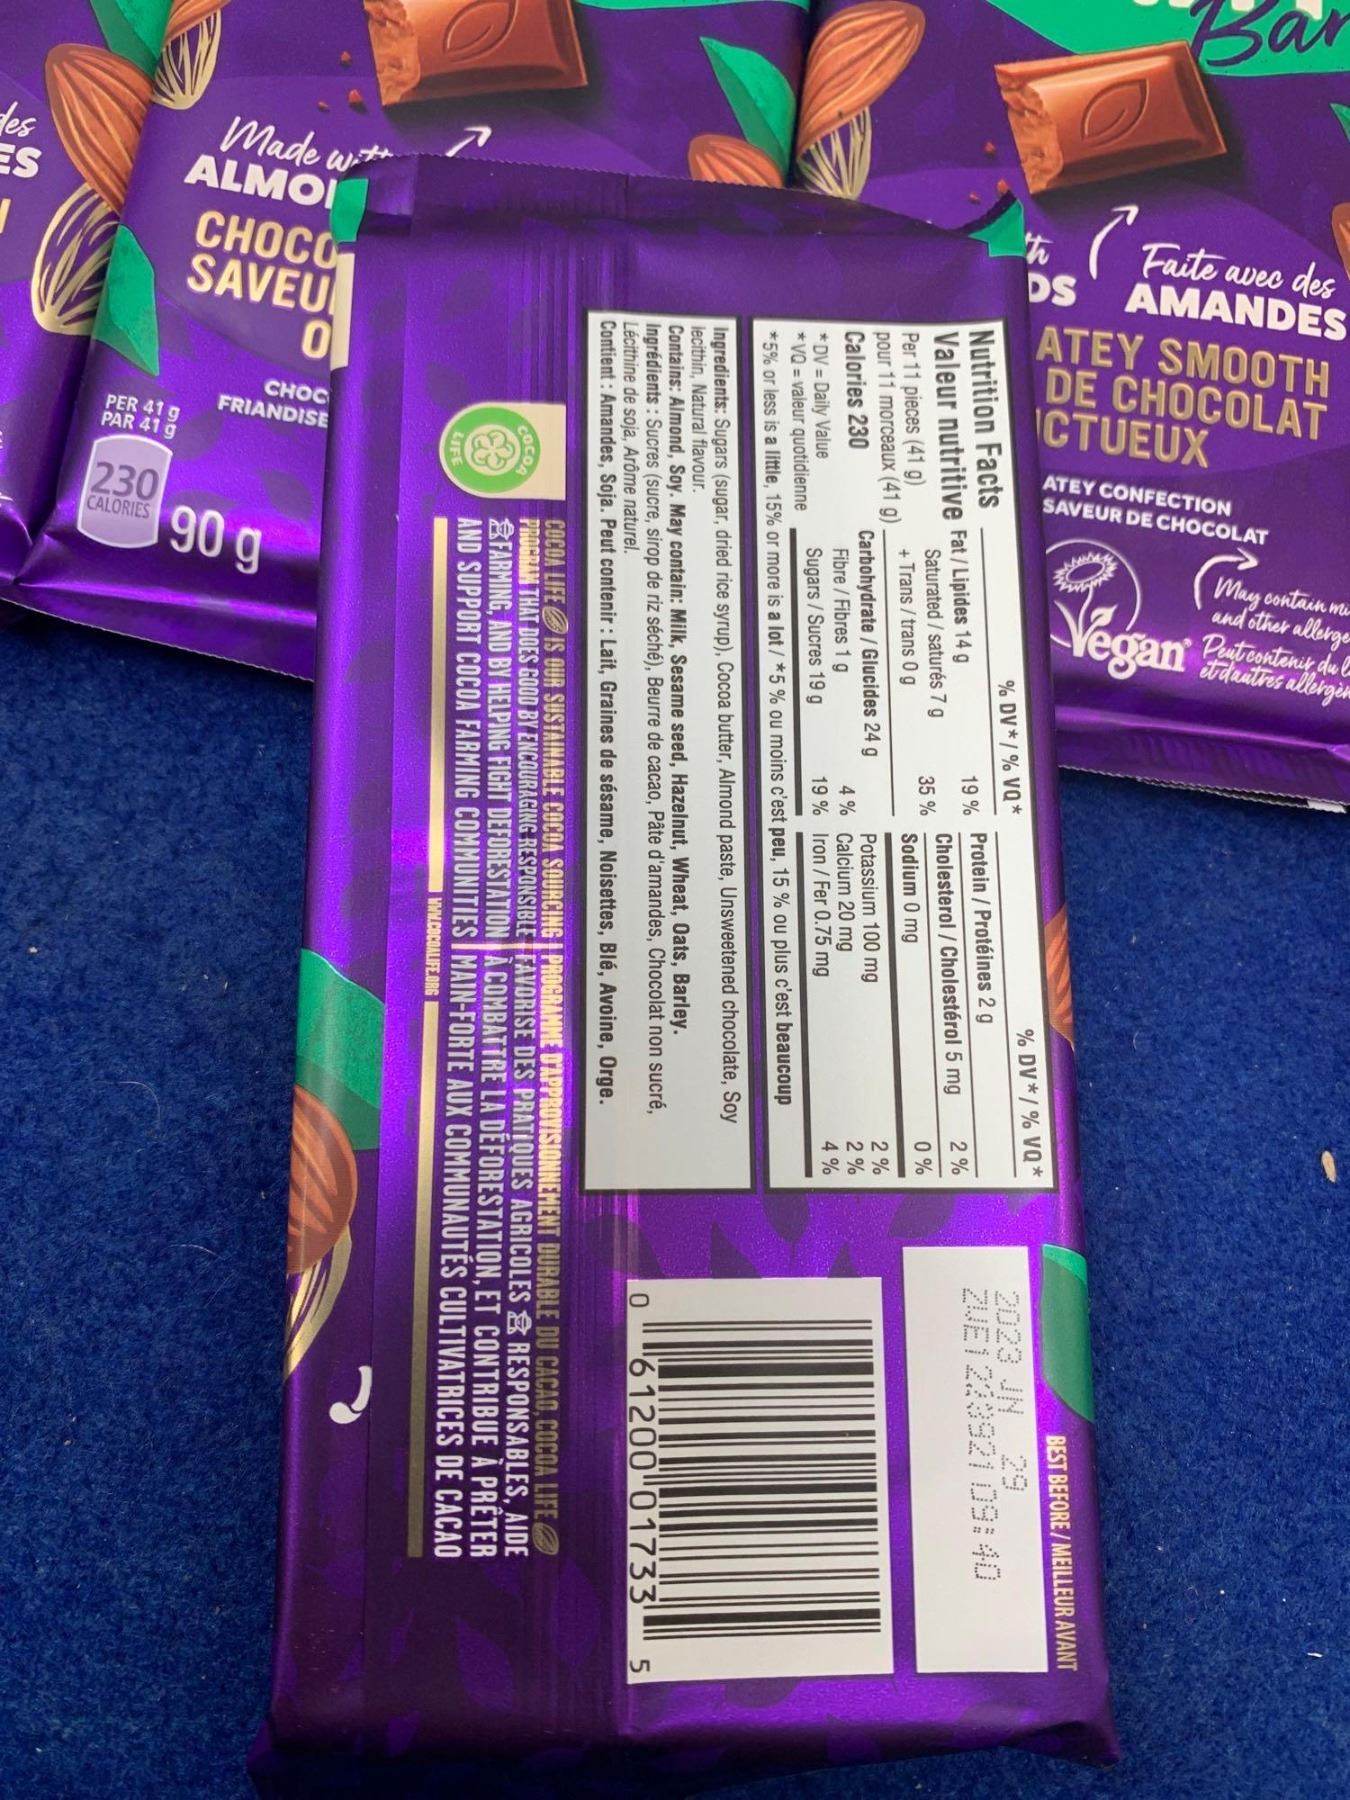 des
ES
Made with
ALMO
CHOCO
SAVEU
O
CHOC
FRIANDISE
PER 41 g
PAR 41 g
230
CALORIES
90 g
Bar
th
DS
Faite avec des
AMANDES
ATEY SMOOTH
DE CHOCOLAT
CTUEUX
ATEY CONFECTION
SAVEUR DE CHOCOLAT
Vegan
May contain mi
and other allerge
Peut contenir du l
et d'autres allergèn
Nutrition Facts
Valeur nutritive
Per 11 pieces (41 g)
pour 11 morceaux (41 g)
Calories 230
* DV = Daily Value
* VQ = valeur quotidienne
% DV* / % VQ*
Fat / Lipides 14 g 19 %
Saturated / saturés 7 g
+ Trans / trans 0 g 35 %
Carbohydrate / Glucides 24 g
Fibre / Fibres 1 g 4 %
Sugars / Sucres 19 g 19 %
% DV* / % VQ*
Protein / Protéines 2 g
Cholesterol / Cholestérol 5 mg 2 %
Sodium 0 mg 0 %
Potassium 100 mg 2 %
Calcium 20 mg 2 %
Iron / Fer 0.75 mg 4 %
*5% or less is a little, 15% or more is a lot / *5 % ou moins c'est peu, 15 % ou plus c'est beaucoup
Ingredients: Sugars (sugar, dried rice syrup), Cocoa butter, Almond paste, Unsweetened chocolate, Soy
lecithin, Natural flavour.
Contains: Almond, Soy. May contain: Milk, Sesame seed, Hazelnut, Wheat, Oats, Barley.
Ingrédients : Sucres (sucre, sirop de riz séché), Beurre de cacao, Pâte d'amandes, Chocolat non sucré,
Lécithine de soja, Arôme naturel.
Contient : Amandes, Soja. Peut contenir : Lait, Graines de sésame, Noisettes, Blé, Avoine, Orge.
COCOA
LIFE
COCOA LIFE IS OUR SUSTAINABLE COCOA SOURCING
PROGRAM THAT DOES GOOD BY ENCOURAGING RESPONSIBLE
FARMING, AND BY HELPING FIGHT DEFORESTATION
AND SUPPORT COCOA FARMING COMMUNITIES
PROGRAMME D'APPROVISIONNEMENT DURABLE DU CACAO, COCOA LIFE
FAVORISE DES PRATIQUES AGRICOLES RESPONSABLES, AIDE
À COMBATTRE LA DÉFORESTATION, ET CONTRIBUE À PRÊTER
MAIN-FORTE AUX COMMUNAUTÉS CULTIVATRICES DE CACAO
WWW.COCOALIFE.ORG
BEST BEFORE / MEILLEUR AVANT
2023 JN 29
09:40
0 61200 01733 5